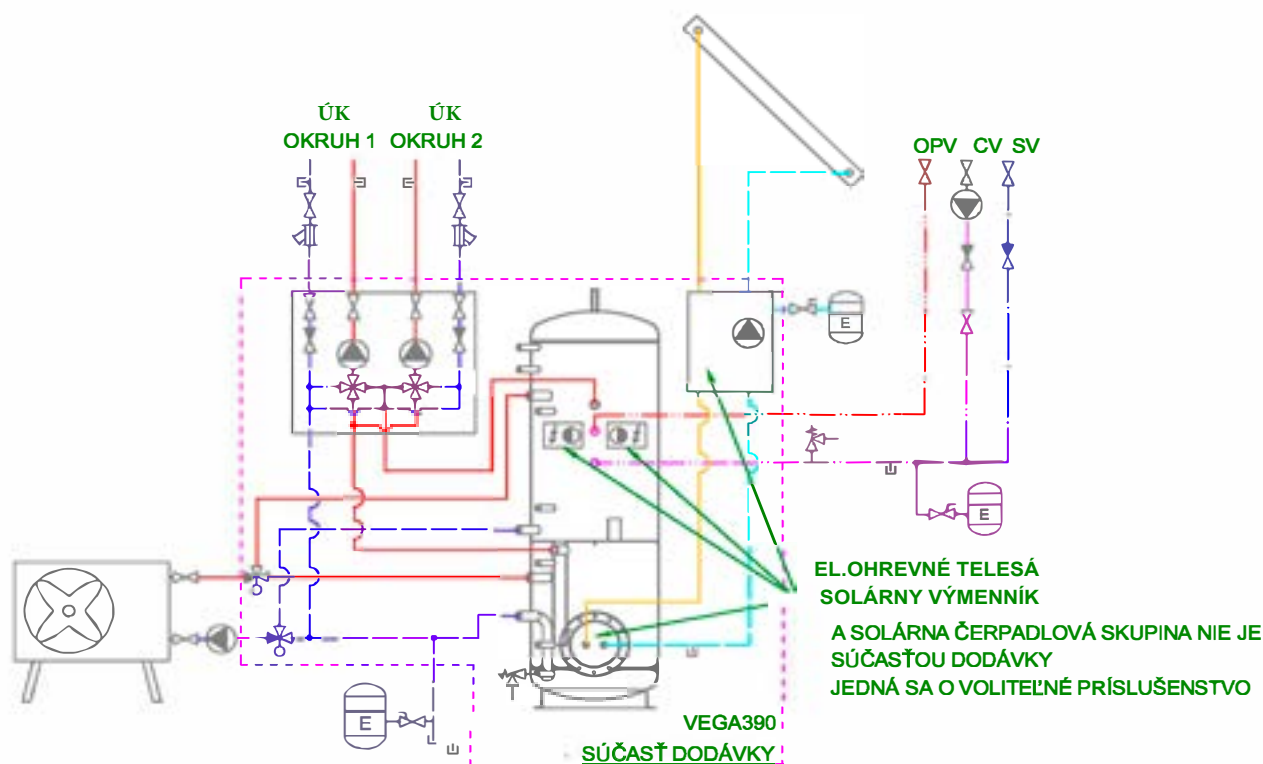 ÚK ÚK
OKRUH 1 OKRUH 2
OPV CV SV
E
E
E
EL.OHREVNÉ TELESÁ
SOLÁRNY VÝMENNÍK
A SOLÁRNA ČERPADLOVÁ SKUPINA NIE JE
SÚČASŤOU DODÁVKY
JEDNÁ SA O VOLITEĽNÉ PRÍSLUŠENSTVO
VEGA390
SÚČASŤ DODÁVKY